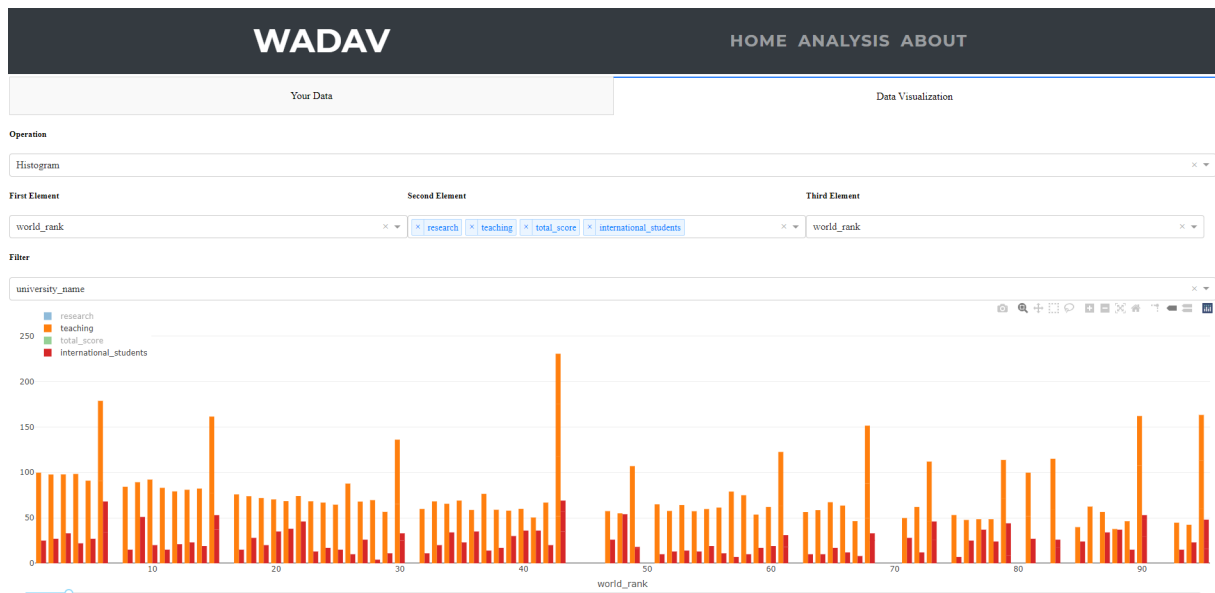 WADAV
HOME ANALYSIS ABOUT
Your Data
Data Visualization
Operation
Histogram
First Element
Second Element
Third Element
world_rank
× research × teaching × total_score × international_students
world_rank
Filter
university_name
research
teaching
total_score
international_students
250
200
150
100
50
0
10 20 30 40 50 60 70 80 90
world_rank